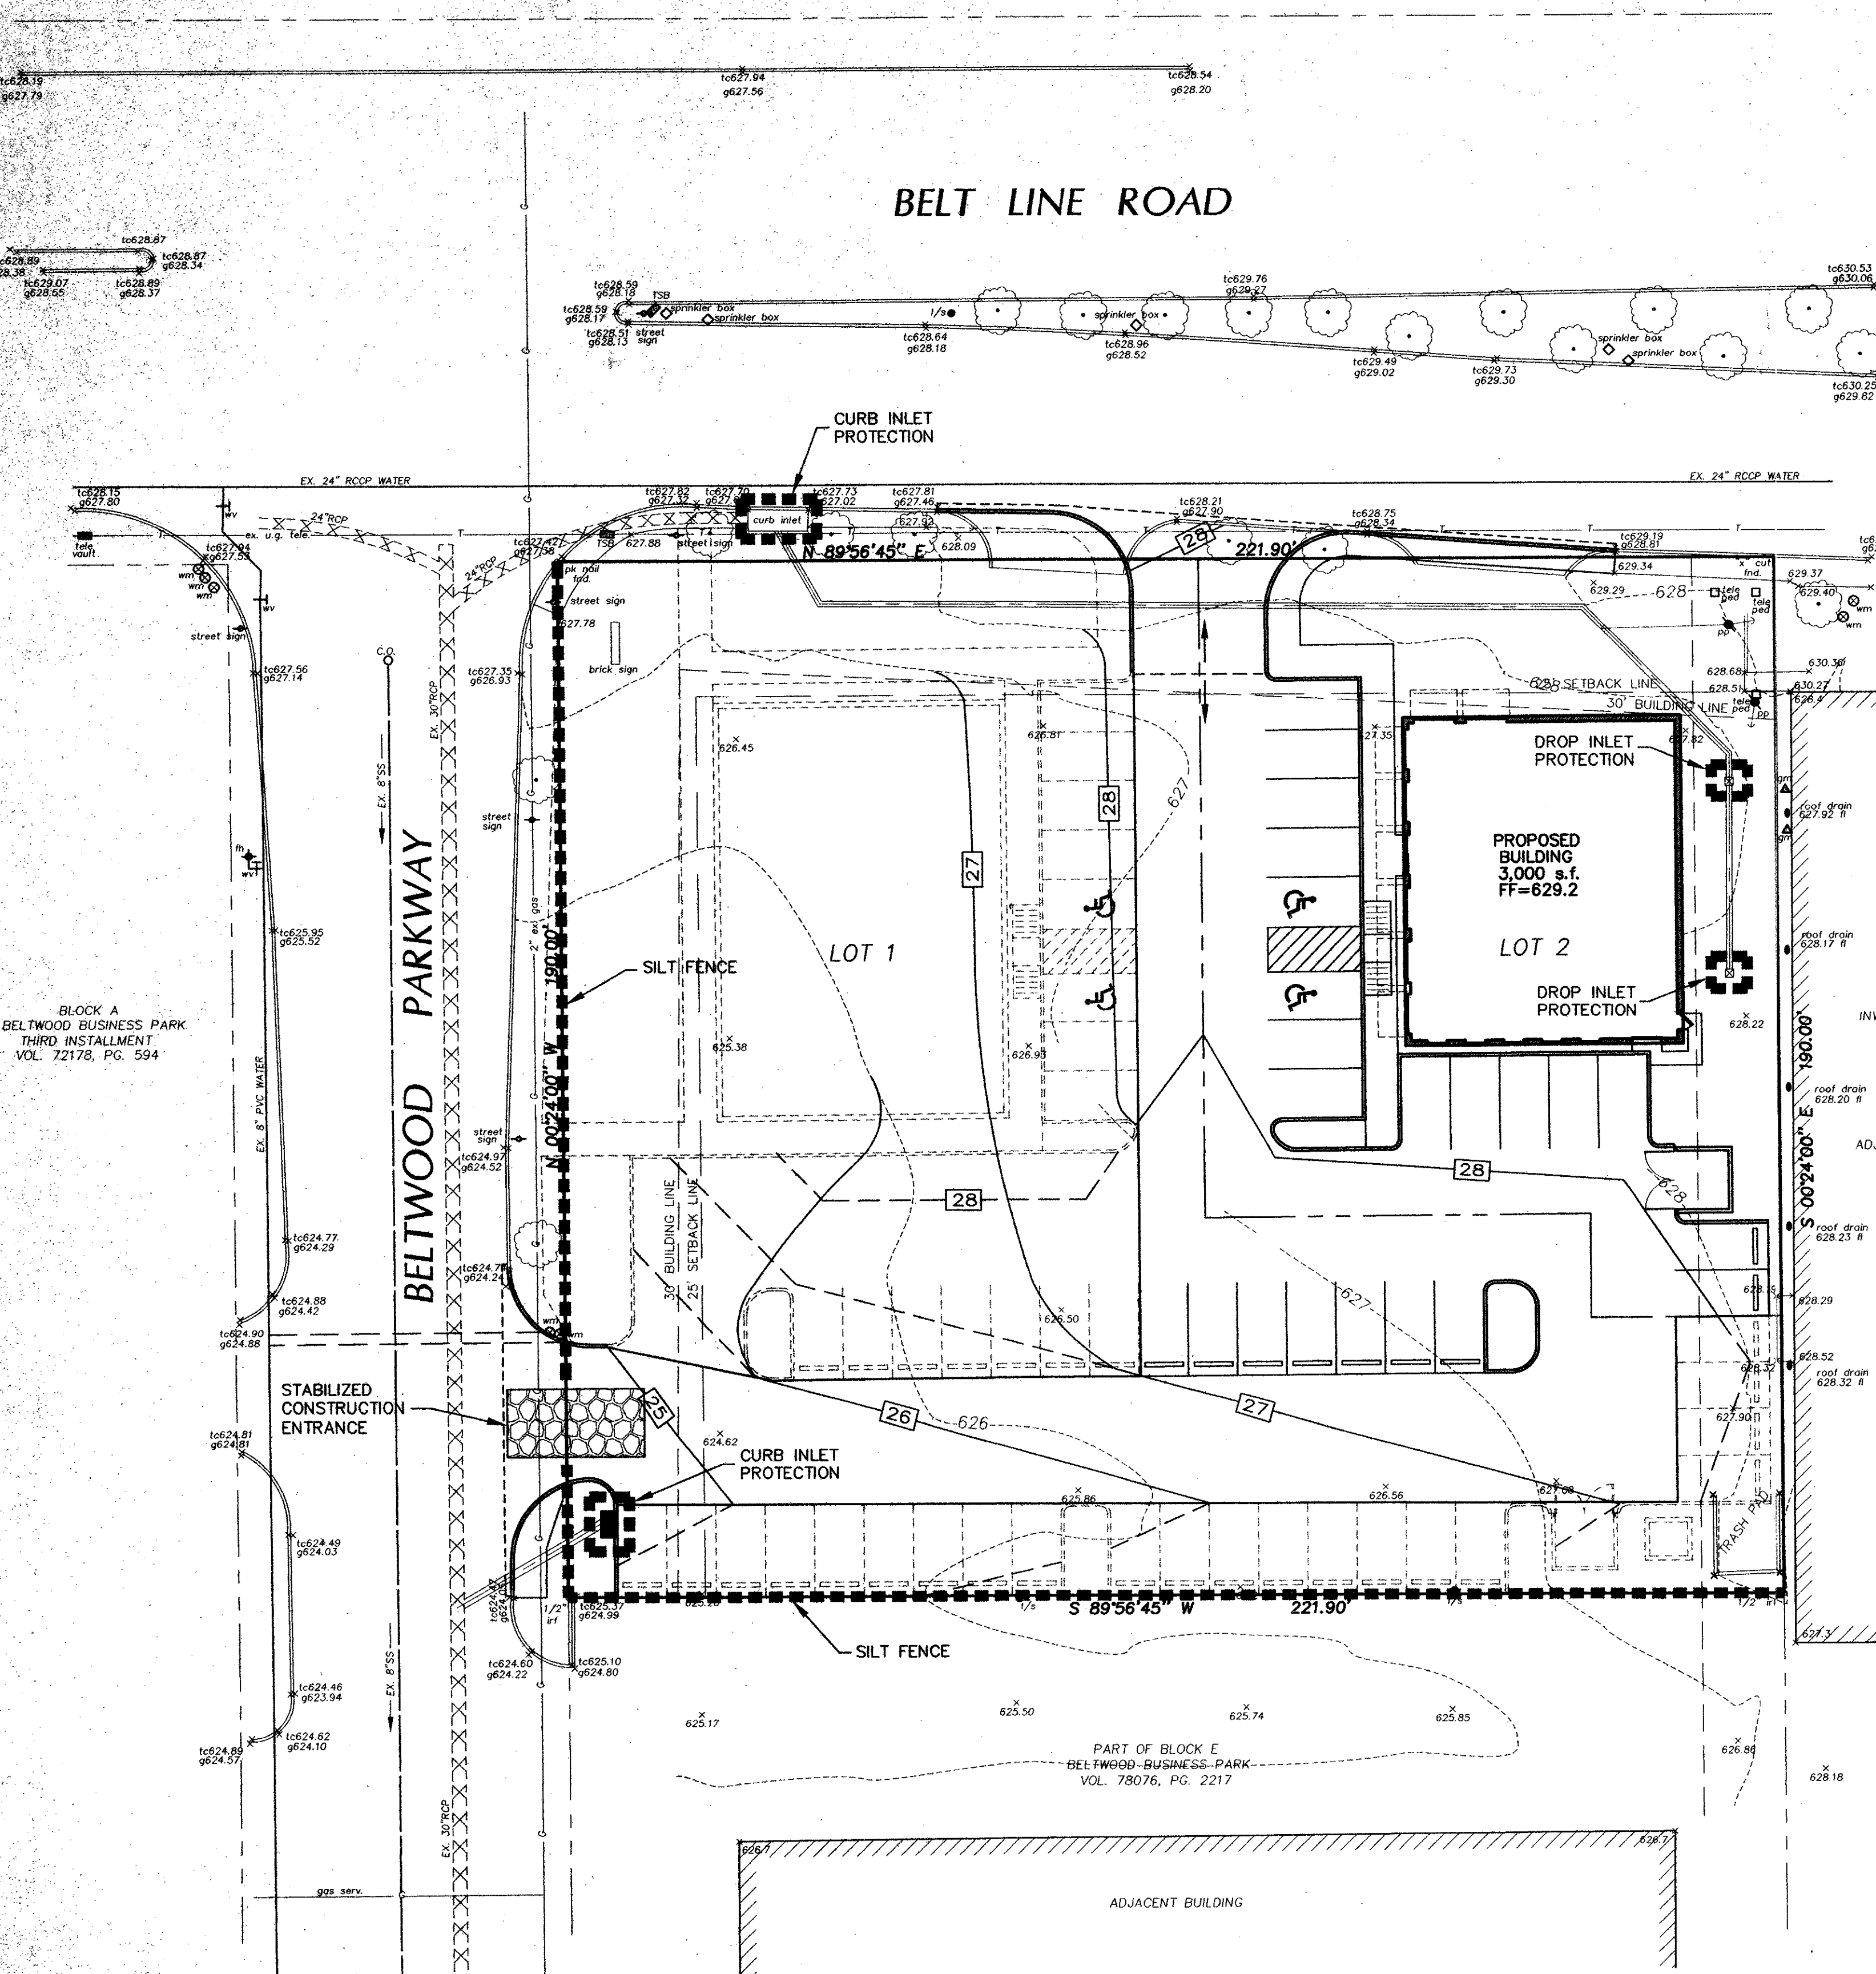 tc628.19
g627.79
tc627.94
g627.56
tc628.54
g628.20
BELT LINE ROAD
tc628.87
tc628.87
g628.34
tc629.07
g628.65
tc628.89
g628.37
tc628.59
g628.18
TSB
sprinkler box
sprinkler box
tc628.59
g628.17
tc628.51
g628.13
street
sign
1/s
tc628.64
g628.18
sprinkler box
tc628.96
g628.52
tc629.76
g629.27
tc629.49
g629.02
tc629.73
g629.30
sprinkler box
sprinkler box
tc630.53
g630.06
tc630.25
g629.82
CURB INLET
PROTECTION
EX. 24" RCCP WATER
EX. 24" RCCP WATER
tc628.15
g627.80
wv
24"RCP
ex. u.g. tele.
tele
vault
tc627.82
g627.32
tc627.70
tc627.73
627.02
curb inlet
tc627.81
g627.46
627.92
628.09
tc628.21
g627.90
28
tc628.75
g628.34
tc629.19
g628.81
629.34
TSB
627.88
street sign
N 89°56'45" E
221.90'
pk nail
fnd.
24"RCP
wm
wm
wm
wv
street sign
street sign
627.78
brick sign
"x" cut
fnd.
629.37
629.40
629.29
628
tele
ped
tele
ped
pp
wm
wm
C.O.
tc627.56
g627.14
tc627.35
g626.93
EX. 30"RCP
628.68
630.30
628.51
630.27
628.4
25' SETBACK LINE
30' BUILDING LINE
tele
ped
pp
626.45
626.81
627
627.35
627.82
DROP INLET
PROTECTION
gm
gm
roof drain
627.92 fl
EX. 8"SS
street
sign
fh
wv
28
27
PROPOSED
BUILDING
3,000 s.f.
FF=629.2
LOT 1
LOT 2
roof drain
628.17 fl
2" ex. gas
tc625.95
g625.52
SILT FENCE
190.00'
N 00°24'00" W
DROP INLET
PROTECTION
628.22
190.00'
S 00°24'00" E
BLOCK A
BELTWOOD BUSINESS PARK
THIRD INSTALLMENT
VOL. 72178, PG. 594
BELTWOOD PARKWAY
EX. 8" PVC WATER
625.38
626.93
roof drain
628.20 fl
street
sign
tc624.97
g624.52
30' BUILDING LINE
25' SETBACK LINE
28
28
628
roof drain
628.23 fl
tc624.77
g624.29
g624.24
tc624.88
g624.42
tc624.90
g624.88
wm
wm
626.50
627
628.29
628.52
628.32
roof drain
628.32 fl
STABILIZED
CONSTRUCTION
ENTRANCE
25
26
626
27
624.62
627.90
tc624.81
g624.81
CURB INLET
PROTECTION
625.86
626.56
627.68
TRASH PAD
tc624.49
g624.03
1/2"
irf
tc625.37
g624.99
1/s
S 89°56'45" W
221.90'
1/s
1/2"
irf
SILT FENCE
627.3
EX. 8"SS
tc624.60
g624.22
tc625.10
g624.80
tc624.46
g623.94
tc624.62
g624.10
tc624.89
g624.57
625.17
625.50
625.74
625.85
626.86
628.18
PART OF BLOCK E
BELTWOOD BUSINESS PARK
VOL. 78076, PG. 2217
EX. 30"RCP
626.7
626.7
gas serv.
ADJACENT BUILDING